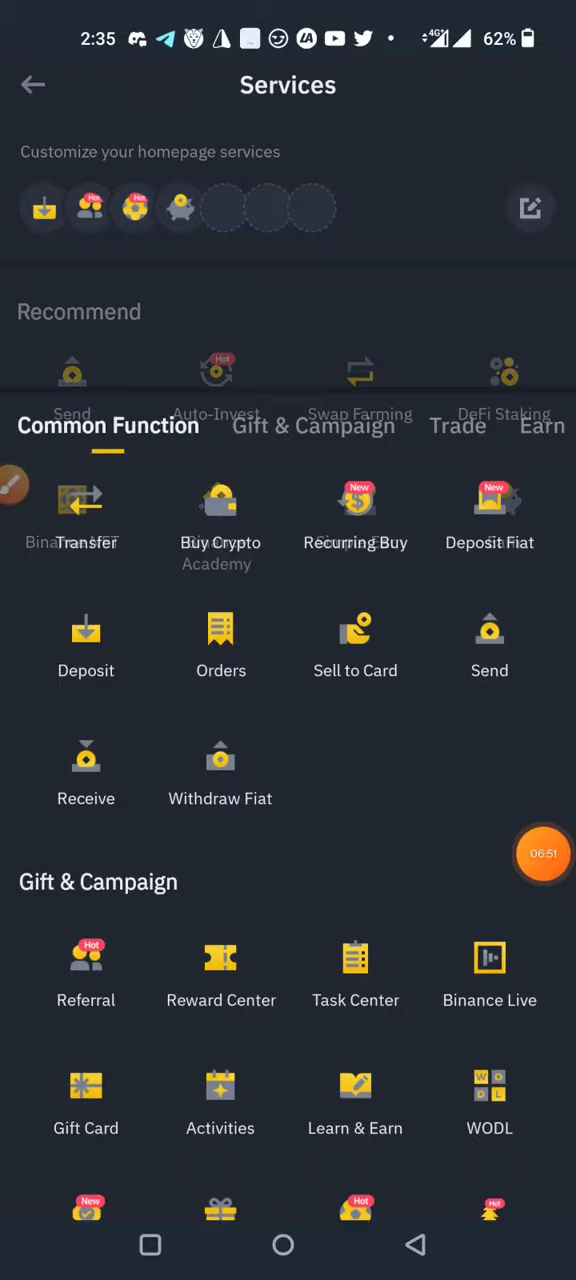 2:35 4G 62%
Services
Customize your homepage services
Hot Hot
Recommend
Hot
Send Auto-Invest Swap Farming DeFi Staking
Common Function Gift & Campaign Trade Earn
New New
Transfer Buy Crypto Recurring Buy Deposit Fiat
Academy
Deposit Orders Sell to Card Send
Receive Withdraw Fiat
06:51
Gift & Campaign
Hot
Referral Reward Center Task Center Binance Live
W O D L
Gift Card Activities Learn & Earn WODL
New Hot Hot